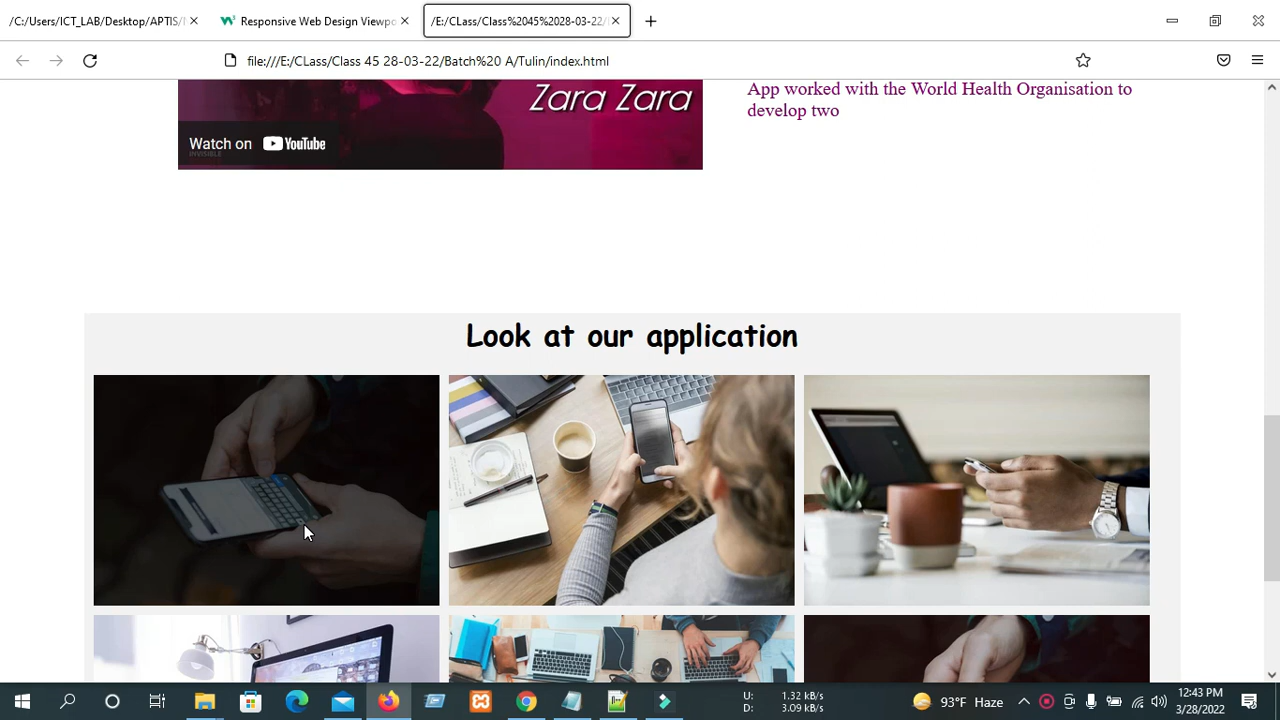 /C:/Users/ICT_LAB/Desktop/APTIS/
Responsive Web Design Viewpo
/E:/CLass/Class%2045%2028-03-22/
file:///E:/CLass/Class 45 28-03-22/Batch%20 A/Tulin/index.html
Zara Zara
Watch on YouTube
INVISIBLE
App worked with the World Health Organisation to
develop two
Look at our application
U: 1.32 kB/s
D: 3.09 kB/s
93°F Haze
12:43 PM
3/28/2022